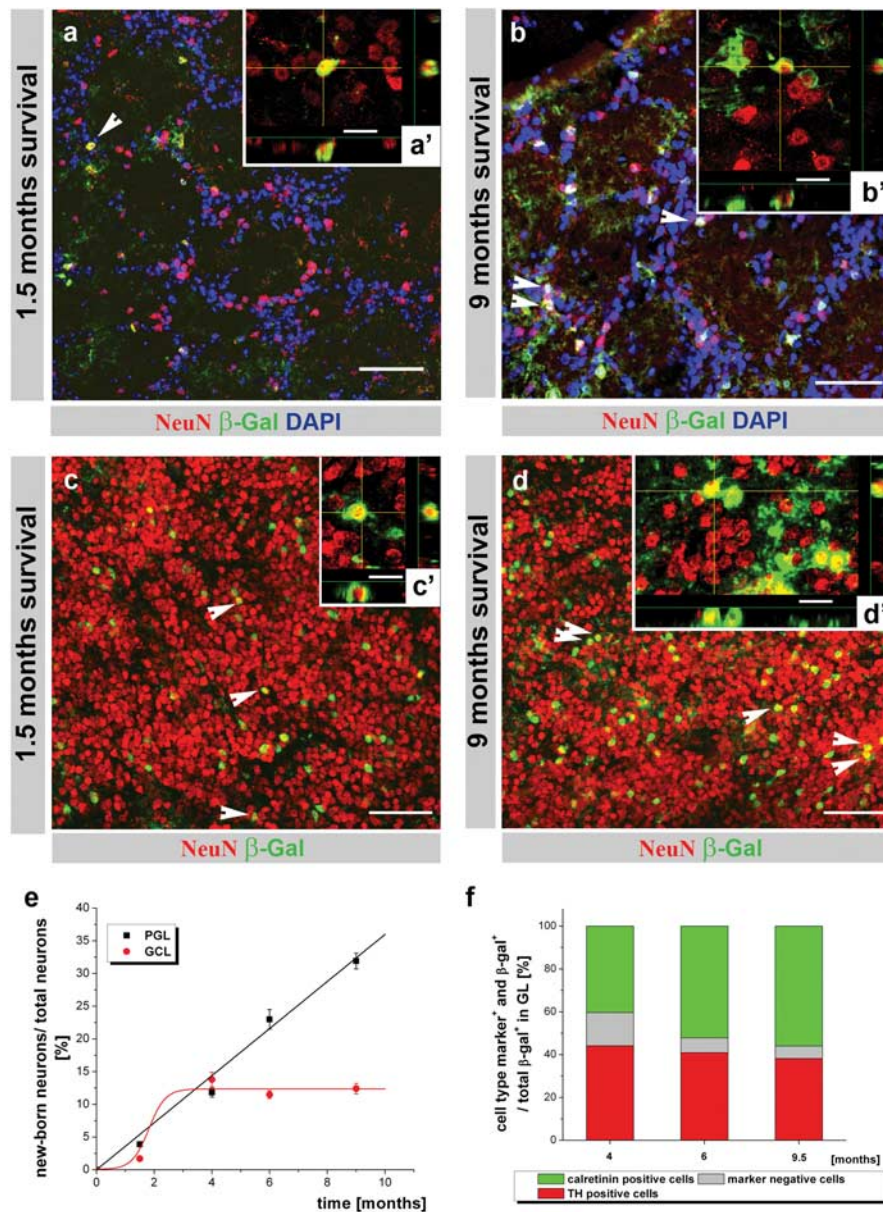 a
a'
1.5 months survival
NeuN β-Gal DAPI
b
b'
9 months survival
NeuN β-Gal DAPI
c
c'
1.5 months survival
NeuN β-Gal
d
d'
9 months survival
NeuN β-Gal
e
PGL
GCL
new-born neurons/ total neurons
[%]
40
35
30
25
20
15
10
5
0
0 2 4 6 8 10
time [months]
f
cell type marker+ and β-gal+
/ total β-gal+ in GL [%]
100
80
60
40
20
0
4 6 9.5 [months]
calretinin positive cells marker negative cells
TH positive cells